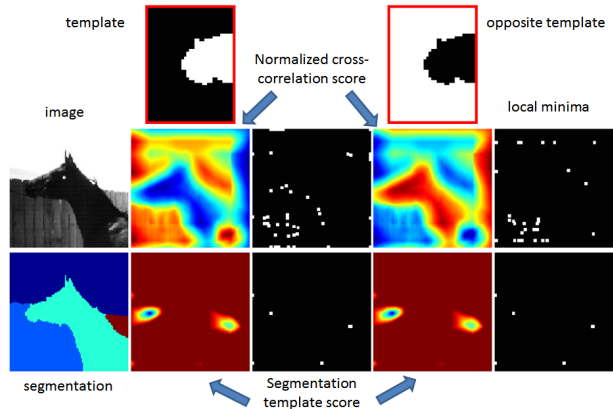 template
opposite template
Normalized cross-
correlation score
image
local minima
segmentation
Segmentation
template score